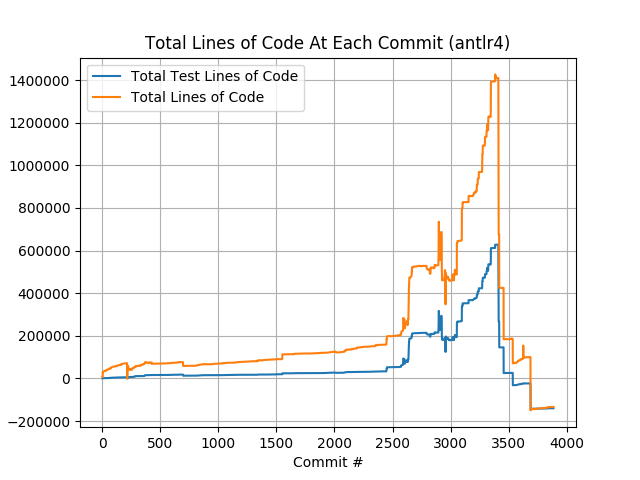 Total Lines of Code At Each Commit (antlr4)
Total Test Lines of Code
Total Lines of Code
1400000
1200000
1000000
800000
600000
400000
200000
0
−200000
0 500 1000 1500 2000 2500 3000 3500 4000
Commit #